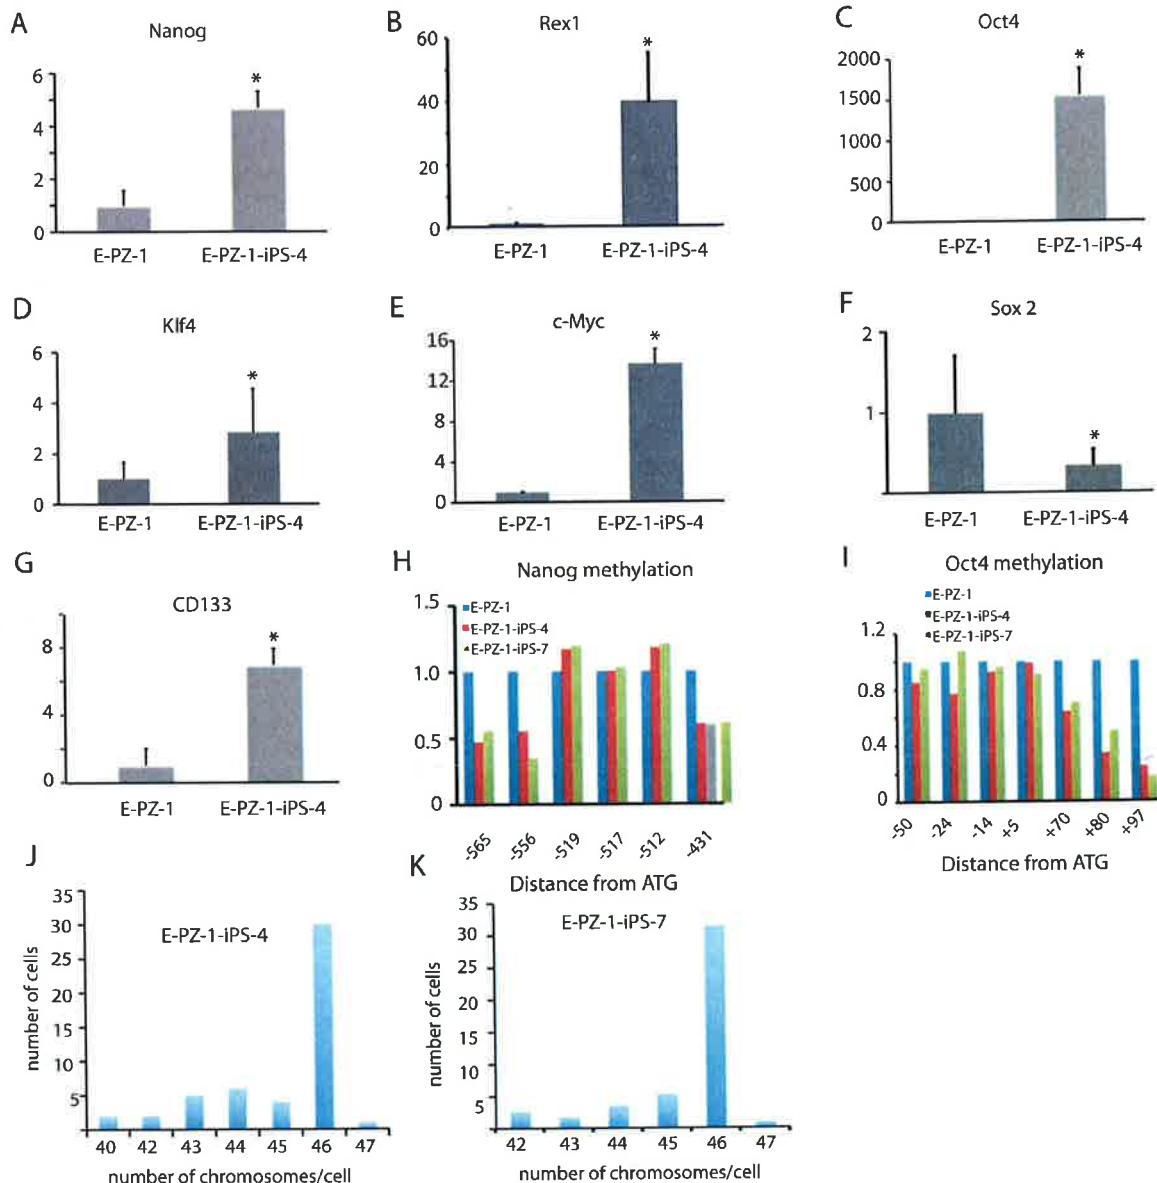 A
Nanog
6
4
2
0
*
E-PZ-1
E-PZ-1-iPS-4
B
Rex1
60
40
20
0
*
E-PZ-1
E-PZ-1-iPS-4
C
Oct4
2000
1500
1000
500
0
*
E-PZ-1
E-PZ-1-iPS-4
D
Klf4
6
4
2
0
*
E-PZ-1
E-PZ-1-iPS-4
E
c-Myc
16
12
8
4
0
*
E-PZ-1
E-PZ-1-iPS-4
F
Sox 2
2
1
*
E-PZ-1
E-PZ-1-iPS-4
G
CD133
8
4
0
*
E-PZ-1
E-PZ-1-iPS-4
H
Nanog methylation
1.5
1.0
0.5
0
E-PZ-1
E-PZ-1-iPS-4
E-PZ-1-iPS-7
-565
-556
-519
-517
-512
-431
Distance from ATG
I
Oct4 methylation
E-PZ-1
E-PZ-1-iPS-4
E-PZ-1-iPS-7
1.2
0.8
0.4
0
-50
-24
-14
+5
+70
+80
+97
Distance from ATG
J
E-PZ-1-iPS-4
number of cells
35
30
25
20
15
10
5
40
42
43
44
45
46
47
number of chromosomes/cell
K
E-PZ-1-iPS-7
number of cells
35
30
25
20
15
10
5
42
43
44
45
46
47
number of chromosomes/cell